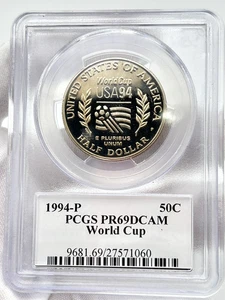 UNITED STATES OF AMERICA
World Cup
USA94
P
E PLURIBUS
UNUM
HALF DOLLAR
1994-P 50C
PCGS PR69DCAM
World Cup
9681.69/27571060